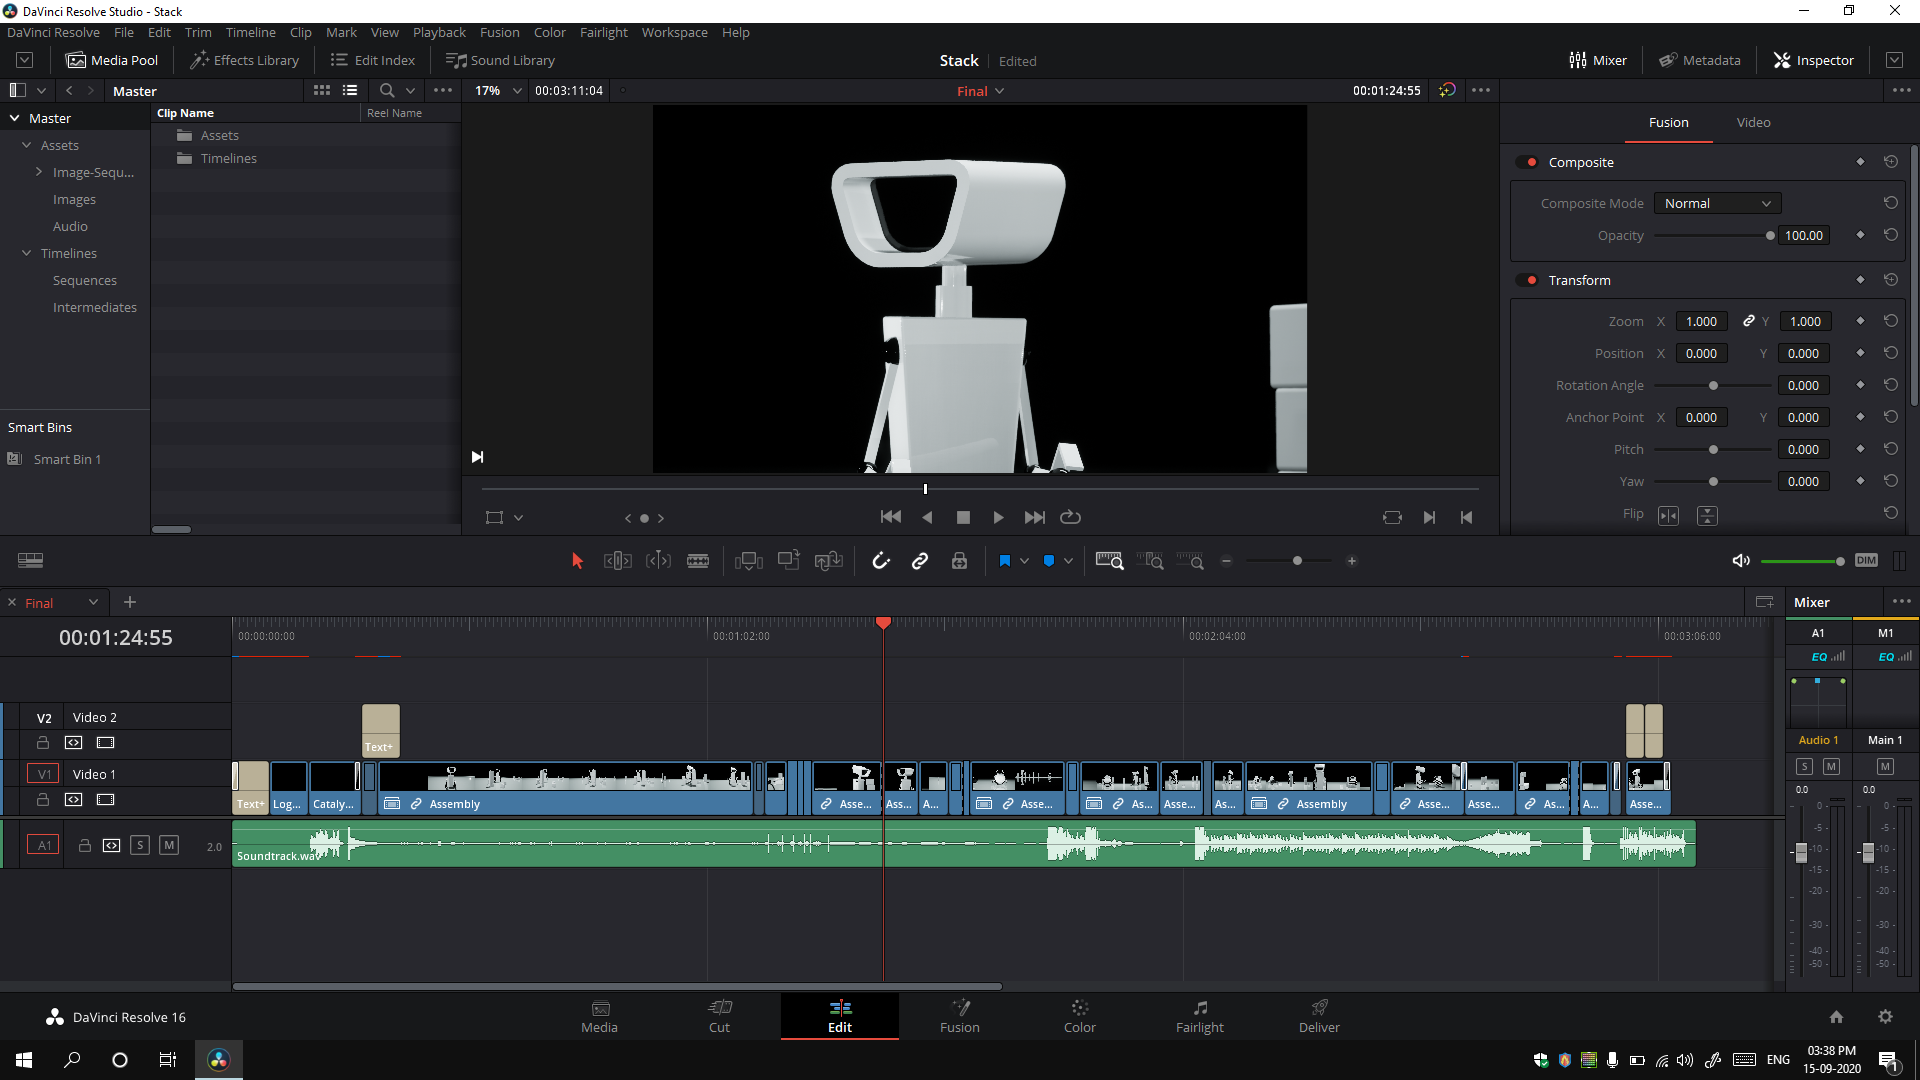 DaVinci Resolve Studio - Stack
DaVinci Resolve File Edit Trim Timeline Clip Mark View Playback Fusion Color Fairlight Workspace Help
Media Pool Effects Library Edit Index Sound Library Stack Edited Mixer Metadata Inspector
Master 17% 00:03:11:04 Final 00:01:24:55
Master
Assets
Image-Sequ...
Images
Audio
Timelines
Sequences
Intermediates
Smart Bins
Smart Bin 1
Clip Name Reel Name
Assets
Timelines
Fusion Video
Composite
Composite Mode Normal
Opacity 100.00
Transform
Zoom X 1.000 Y 1.000
Position X 0.000 Y 0.000
Rotation Angle 0.000
Anchor Point X 0.000 Y 0.000
Pitch 0.000
Yaw 0.000
Flip
DIM
Final
00:01:24:55
00:00:00:00 00:01:02:00 00:02:04:00 00:03:06:00
V2 Video 2
Text+
V1 Video 1
Text+ Log... Cataly... Assembly Asse... Ass... A... Asse... As... Asse... As... Assembly Asse... Asse... As... A... Asse...
A1 S M 2.0
Soundtrack.wav
Mixer
A1 M1
EQ EQ
Audio 1 Main 1
S M M
0.0 0.0
0 0
-5 -5
-10 -10
-15 -15
-20 -20
-30 -30
-40 -40
-50 -50
DaVinci Resolve 16
Media Cut Edit Fusion Color Fairlight Deliver
ENG
03:38 PM
15-09-2020
1